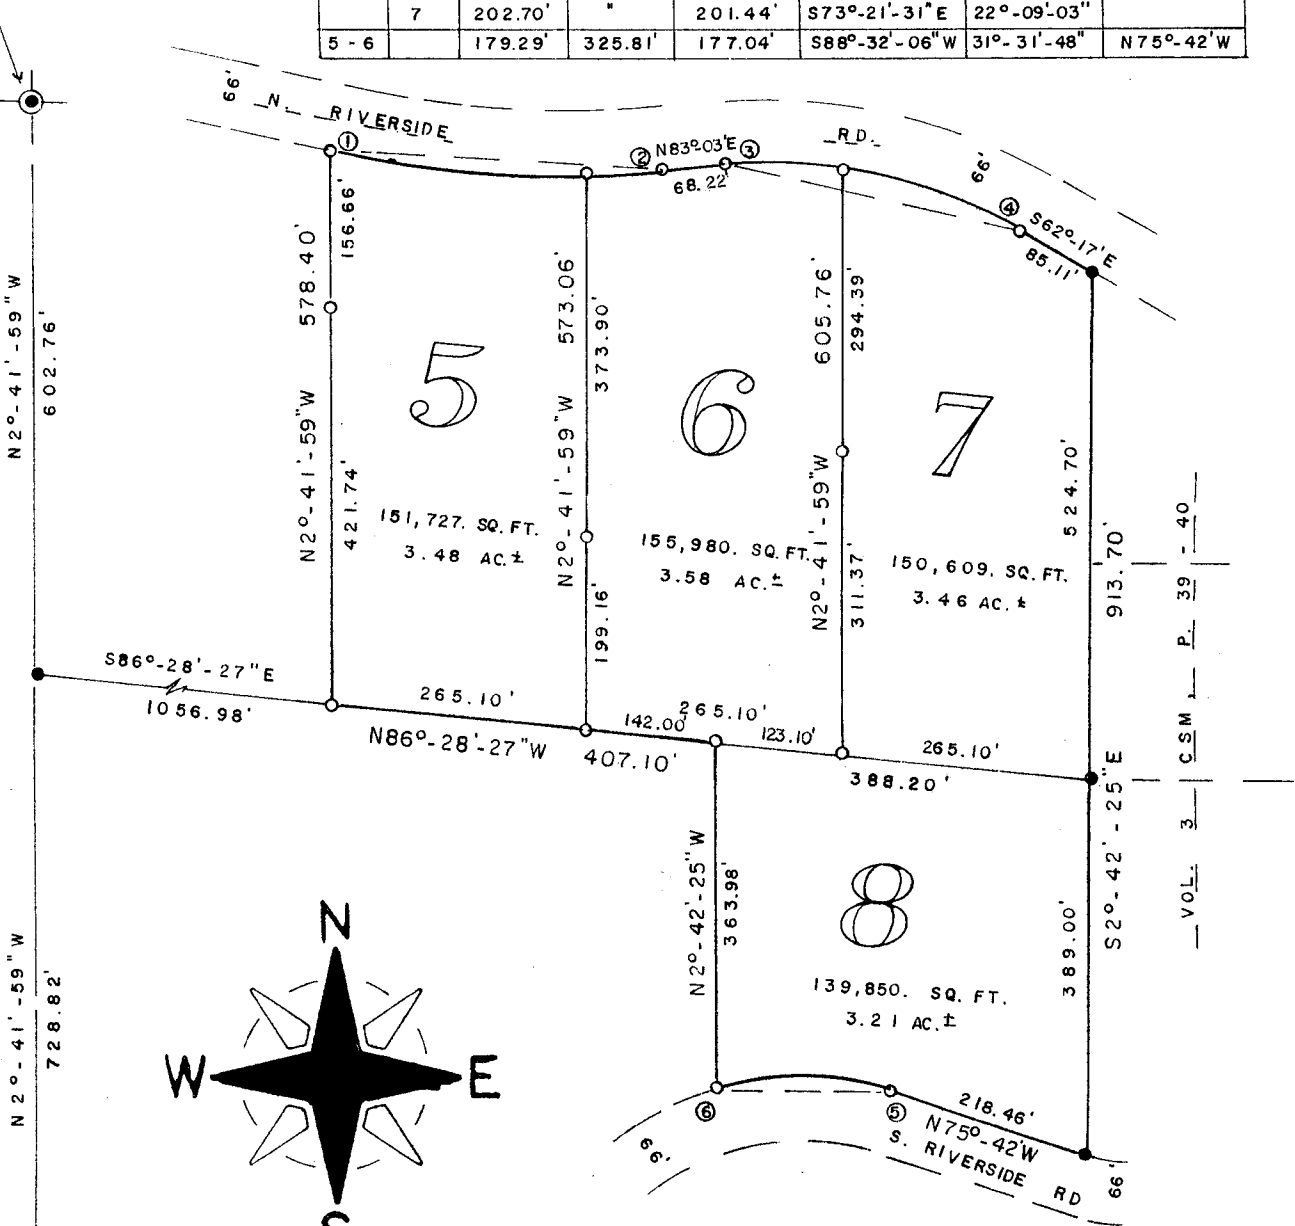 7 202.70' " 201.44' S73°-21'-31"E 22°-09'-03"
5-6 179.29' 325.81' 177.04' S88°-32'-06"W 31°-31'-48" N75°-42'W
66'
N. RIVERSIDE RD.
1
2
N83°-03'E
3
68.22'
66'
4
S62°-17'E
85.11'
N2°-41'-59"W
602.76'
578.40'
156.66'
N2°-41'-59"W
421.74'
573.06'
373.90'
N2°-41'-59"W
199.16'
605.76'
294.39'
N2°-41'-59"W
311.37'
524.70'
913.70'
S2°-42'-25"E
VOL. 3 CSM, P. 39-40
5
151,727. SQ. FT.
3.48 AC.±
6
155,980. SQ. FT.
3.58 AC.±
7
150,609. SQ. FT.
3.46 AC.±
S86°-28'-27"E
1056.98'
265.10'
N86°-28'-27"W
407.10'
142.00'
265.10'
123.10'
265.10'
388.20'
N2°-42'-25"W
363.98'
8
139,850. SQ. FT.
3.21 AC.±
389.00'
N2°-41'-59"W
728.82'
N
W E
S
6
5
218.46'
N75°-42'W
S. RIVERSIDE RD
66'
66'